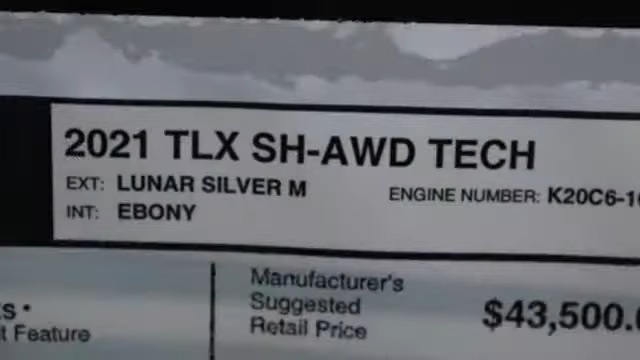 2021 TLX SH-AWD TECH
EXT: LUNAR SILVER M
ENGINE NUMBER: K20C6-1
INT: EBONY
Manufacturer's
Suggested
Retail Price
$43,500.
s •
t Feature